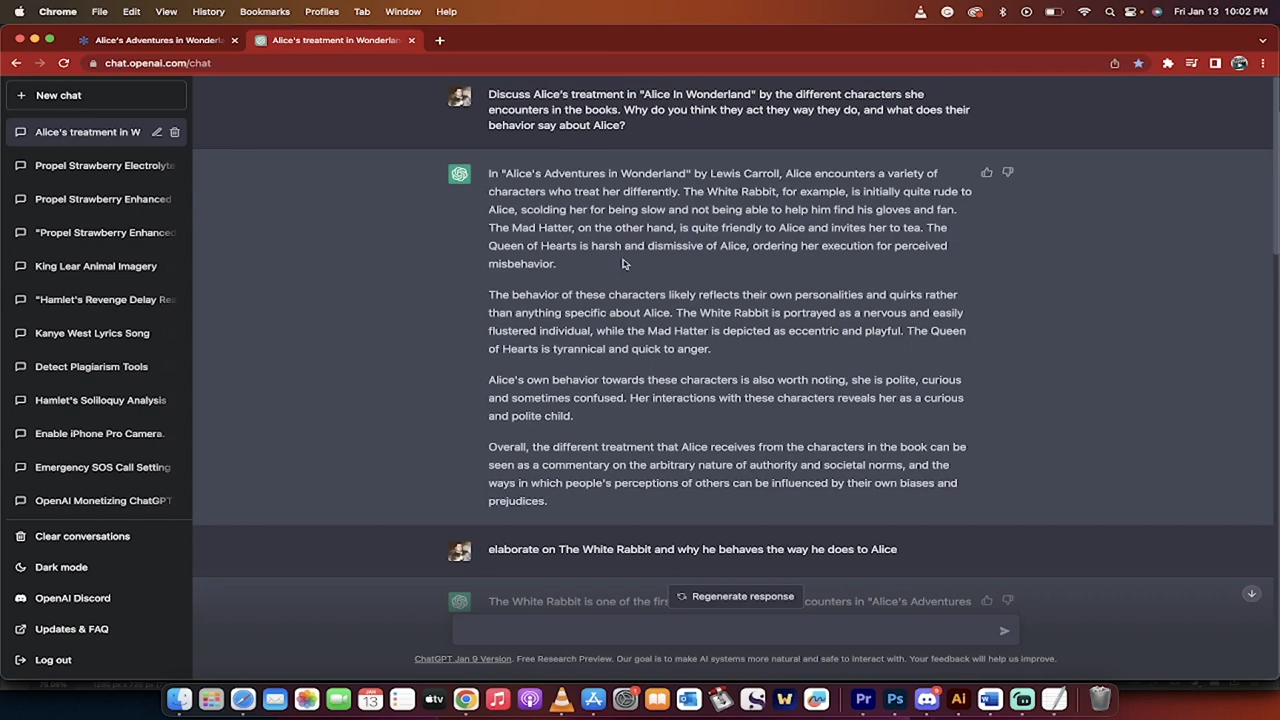 Chrome File Edit View History Bookmarks Profiles Tab Window Help Fri Jan 13 10:02 PM
Alice's Adventures in Wonderl
Alice's treatment in Wonderlan
chat.openai.com/chat
New chat
Alice's treatment in W
Propel Strawberry Electrolyte
Propel Strawberry Enhanced
"Propel Strawberry Enhanced
King Lear Animal Imagery
"Hamlet's Revenge Delay Rea
Kanye West Lyrics Song
Detect Plagiarism Tools
Hamlet's Soliloquy Analysis
Enable iPhone Pro Camera.
Emergency SOS Call Setting
OpenAI Monetizing ChatGPT
Clear conversations
Dark mode
OpenAI Discord
Updates & FAQ
Log out
Discuss Alice's treatment in "Alice In Wonderland" by the different characters she
encounters in the books. Why do you think they act they way they do, and what does their
behavior say about Alice?
In "Alice's Adventures in Wonderland" by Lewis Carroll, Alice encounters a variety of
characters who treat her differently. The White Rabbit, for example, is initially quite rude to
Alice, scolding her for being slow and not being able to help him find his gloves and fan.
The Mad Hatter, on the other hand, is quite friendly to Alice and invites her to tea. The
Queen of Hearts is harsh and dismissive of Alice, ordering her execution for perceived
misbehavior.
The behavior of these characters likely reflects their own personalities and quirks rather
than anything specific about Alice. The White Rabbit is portrayed as a nervous and easily
flustered individual, while the Mad Hatter is depicted as eccentric and playful. The Queen
of Hearts is tyrannical and quick to anger.
Alice's own behavior towards these characters is also worth noting, she is polite, curious
and sometimes confused. Her interactions with these characters reveals her as a curious
and polite child.
Overall, the different treatment that Alice receives from the characters in the book can be
seen as a commentary on the arbitrary nature of authority and societal norms, and the
ways in which people's perceptions of others can be influenced by their own biases and
prejudices.
elaborate on The White Rabbit and why he behaves the way he does to Alice
The White Rabbit is one of the firs
counters in "Alice's Adventures
Regenerate response
ChatGPT Jan 9 Version. Free Research Preview. Our goal is to make AI systems more natural and safe to interact with. Your feedback will help us improve.